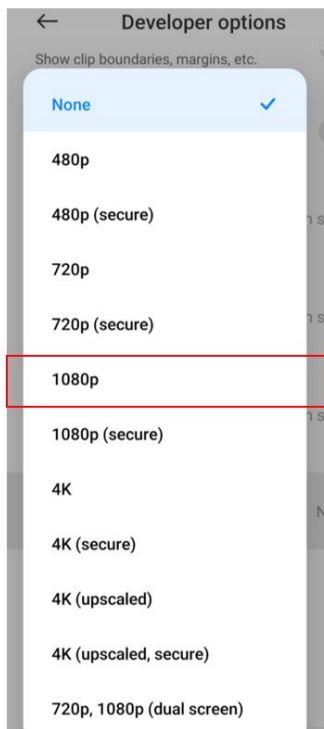 Developer options
Show clip boundaries, margins, etc.
None
480p
480p (secure)
720p
720p (secure)
1080p
1080p (secure)
4K
4K (secure)
4K (upscaled)
4K (upscaled, secure)
720p, 1080p (dual screen)